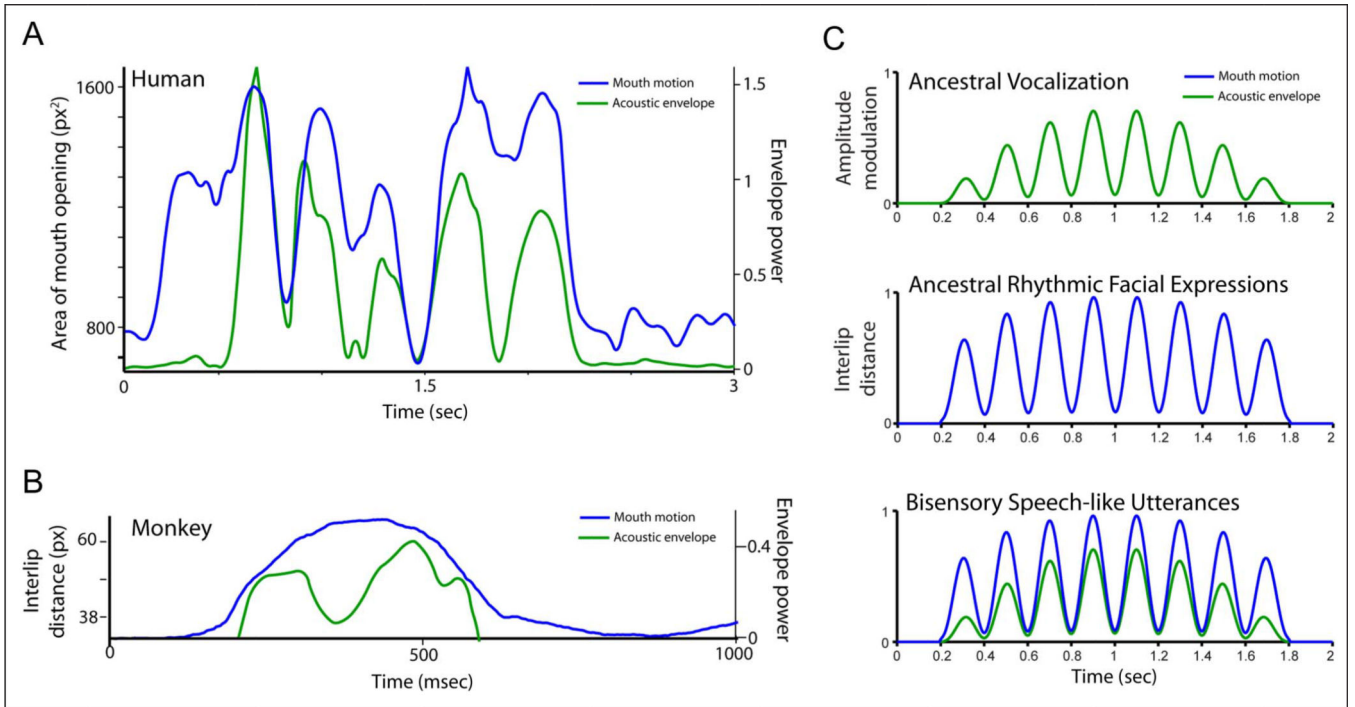 A
Human
Mouth motion
Acoustic envelope
Area of mouth opening (px²)
1600
800
Envelope power
1.5
1
0.5
0
0
1.5
3
Time (sec)
B
Monkey
Mouth motion
Acoustic envelope
Interlip
distance (px)
60
38
Envelope power
0.4
0
0
500
1000
Time (msec)
C
Ancestral Vocalization
Mouth motion
Acoustic envelope
Amplitude
modulation
1
0
0 0.2 0.4 0.6 0.8 1 1.2 1.4 1.6 1.8 2
Ancestral Rhythmic Facial Expressions
Interlip
distance
1
0
0 0.2 0.4 0.6 0.8 1 1.2 1.4 1.6 1.8 2
Bisensory Speech-like Utterances
1
0
0 0.2 0.4 0.6 0.8 1 1.2 1.4 1.6 1.8 2
Time (sec)